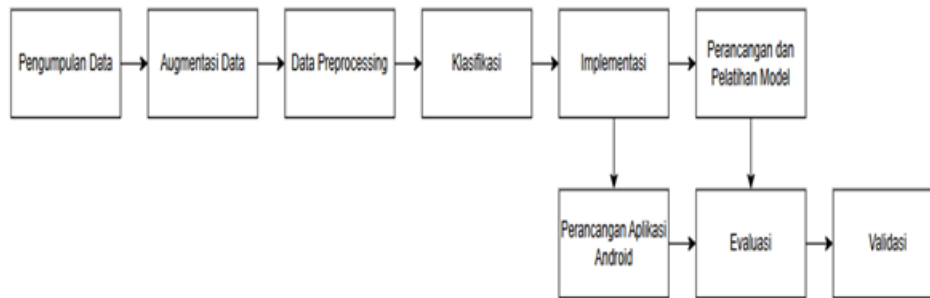 Pengumpulan Data
Augmentasi Data
Data Preprocessing
Klasifikasi
Implementasi
Perancangan dan
Pelatihan Model
Perancangan Aplikasi
Android
Evaluasi
Validasi